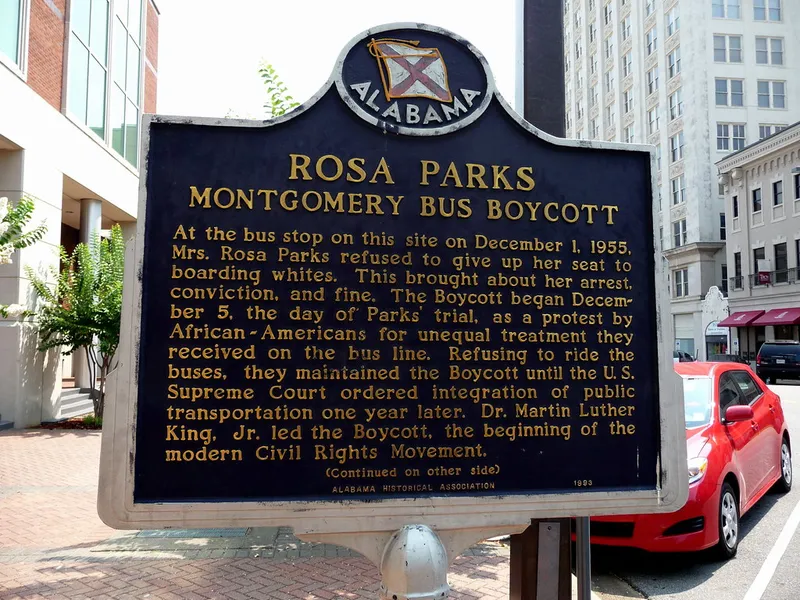 ALABAMA
ROSA PARKS
MONTGOMERY BUS BOYCOTT
At the bus stop on this site on December 1, 1955,
Mrs. Rosa Parks refused to give up her seat to
boarding whites. This brought about her arrest,
conviction, and fine. The Boycott began Decem-
ber 5, the day of Parks' trial, as a protest by
African-Americans for unequal treatment they
received on the bus line. Refusing to ride the
buses, they maintained the Boycott until the U.S.
Supreme Court ordered integration of public
transportation one year later. Dr. Martin Luther
King, Jr. led the Boycott, the beginning of the
modern Civil Rights Movement.
(Continued on other side)
ALABAMA HISTORICAL ASSOCIATION 1993